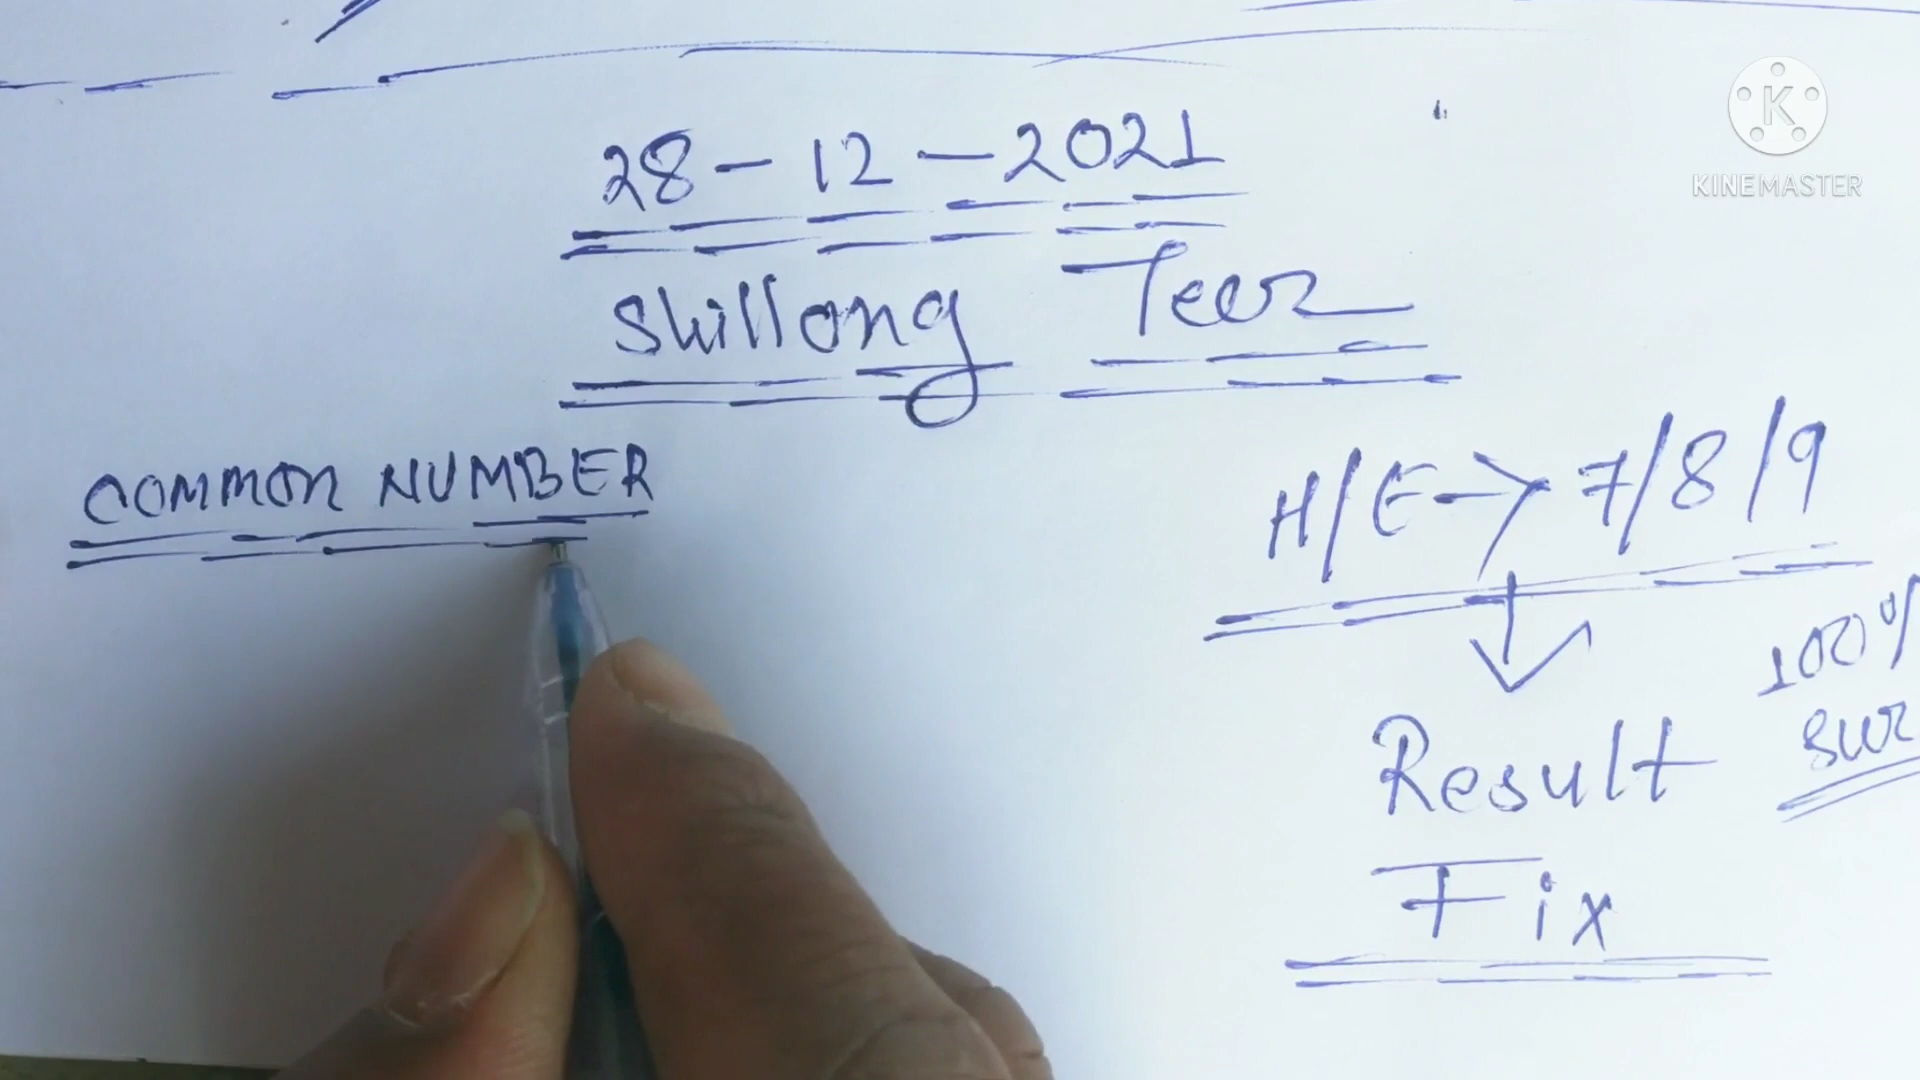 KINEMASTER
28-12-2021
Shillong Teer
COMMON NUMBER
H/E → 7/8/9
100%
Result
Fix